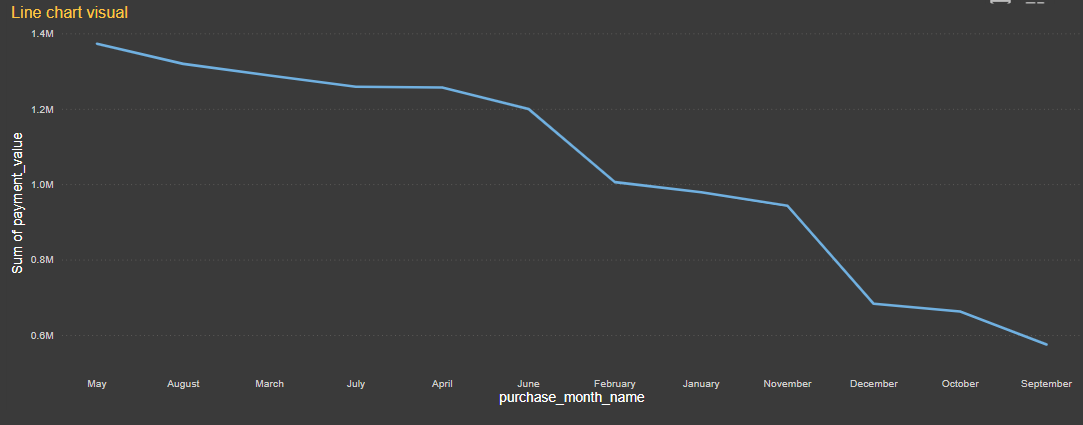 Line chart visual
1.4M
1.2M
1.0M
0.8M
0.6M
Sum of payment_value
May August March July April June February January November December October September
purchase_month_name